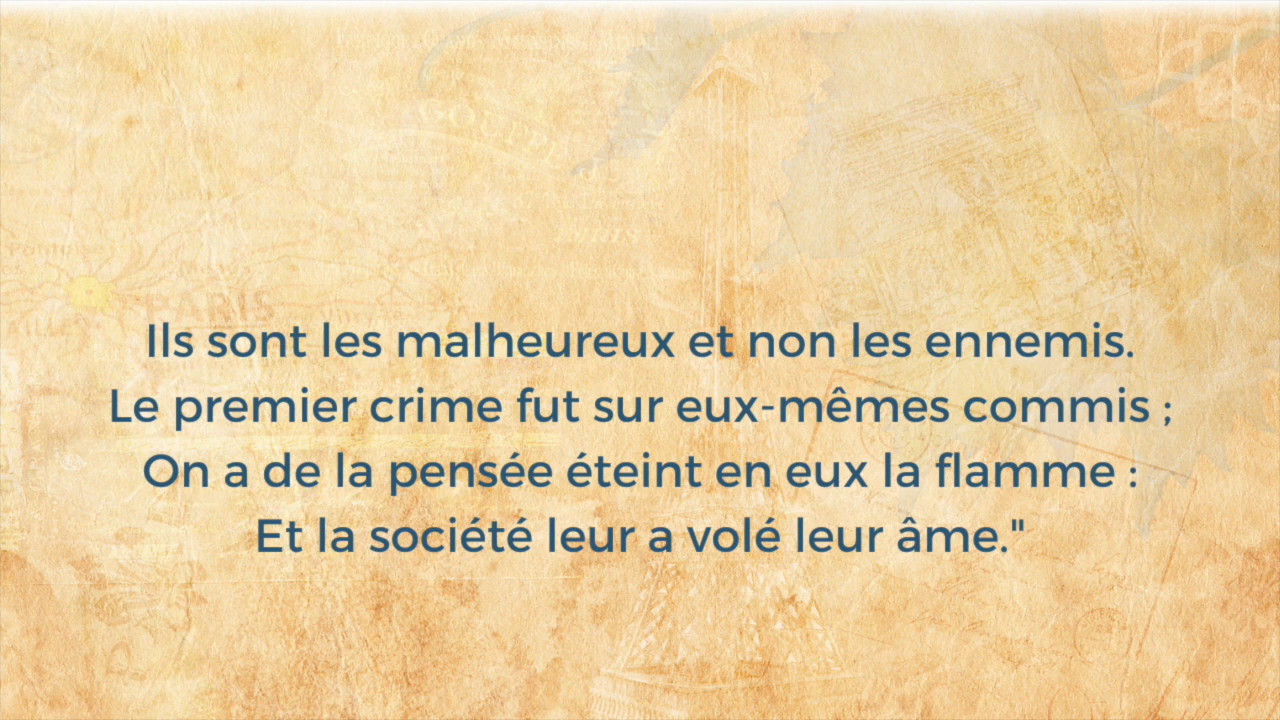 PARIS
Ils sont les malheureux et non les ennemis.
Le premier crime fut sur eux-mêmes commis ;
On a de la pensée éteint en eux la flamme :
Et la société leur a volé leur âme."